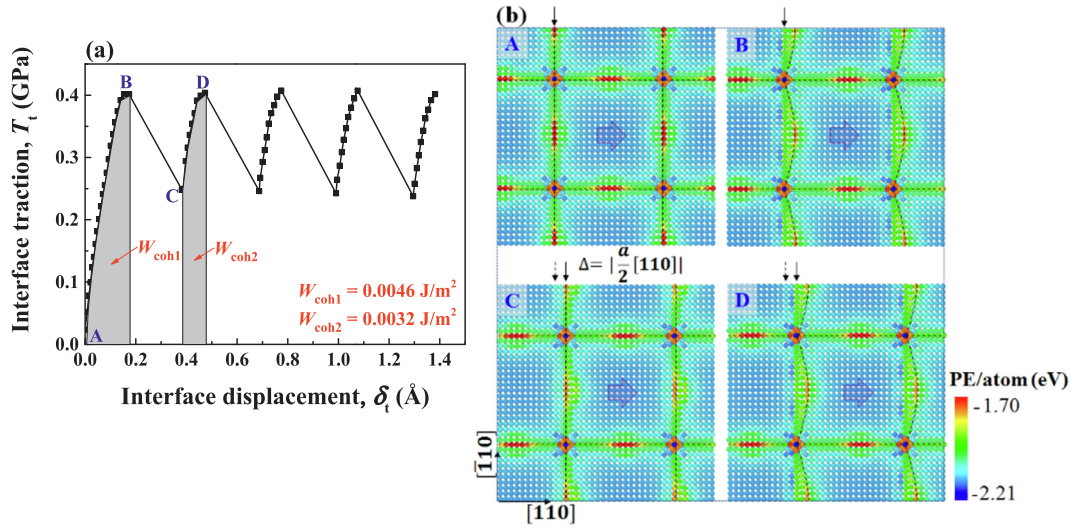 (a)
Interface traction, Tt (GPa)
0.4
0.3
0.2
0.1
0.0
B
D
C
A
Wcoh1
Wcoh2
Wcoh1 = 0.0046 J/m²
Wcoh2 = 0.0032 J/m²
0.0 0.2 0.4 0.6 0.8 1.0 1.2 1.4
Interface displacement, δt (Å)
(b)
A
B
Δ= |a/2[110]|
C
D
[1̄10]
[110]
PE/atom (eV)
-1.70
-2.21